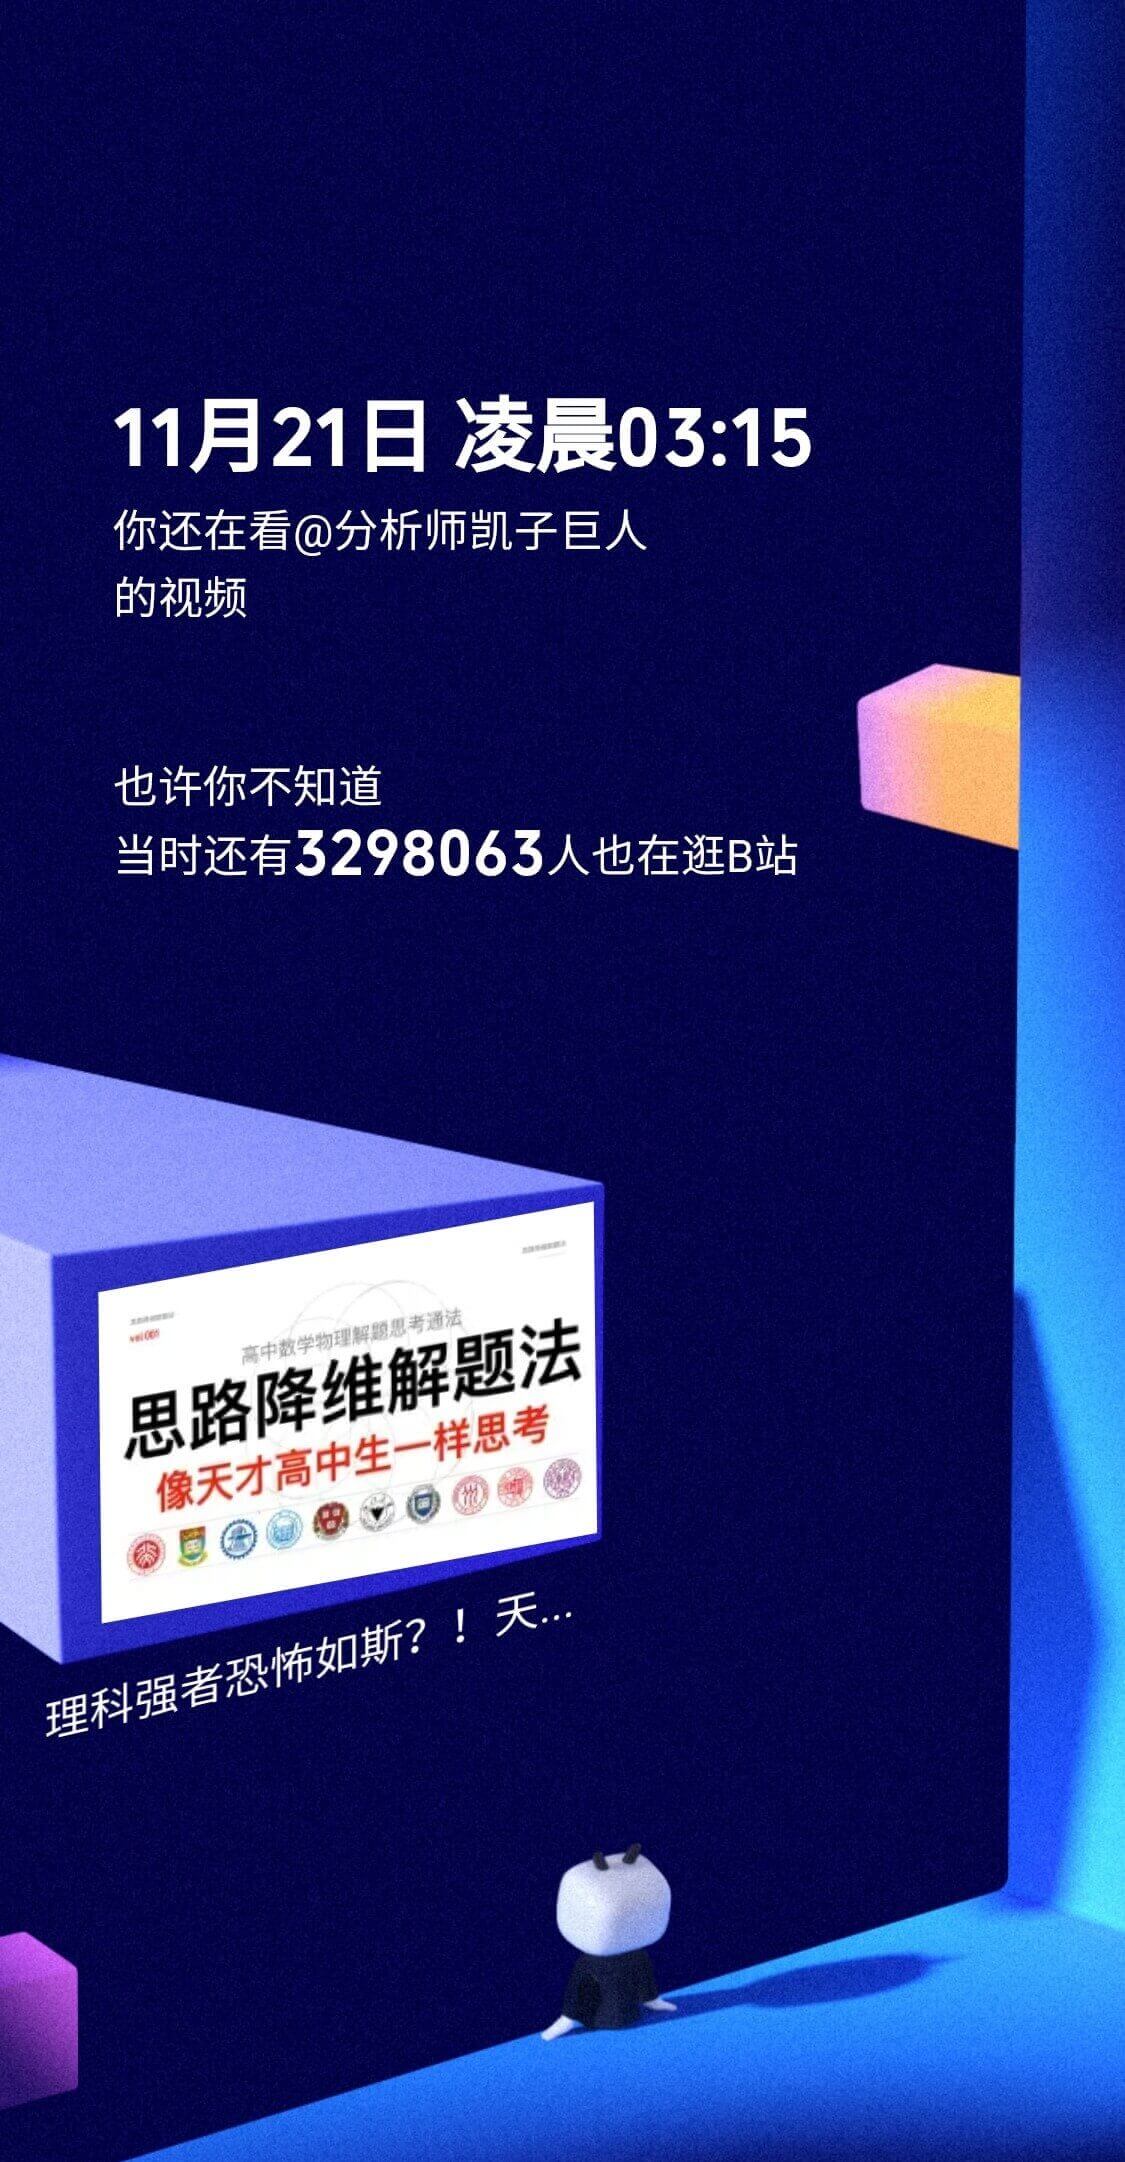 11月21日 凌晨03:15
你还在看@分析师凯子巨人
的视频
也许你不知道
当时还有3298063人也在逛B站
vol.001
高中数学物理解题思考通法
思路降维解题法
像天才高中生一样思考
理科强者恐怖如斯？！天...